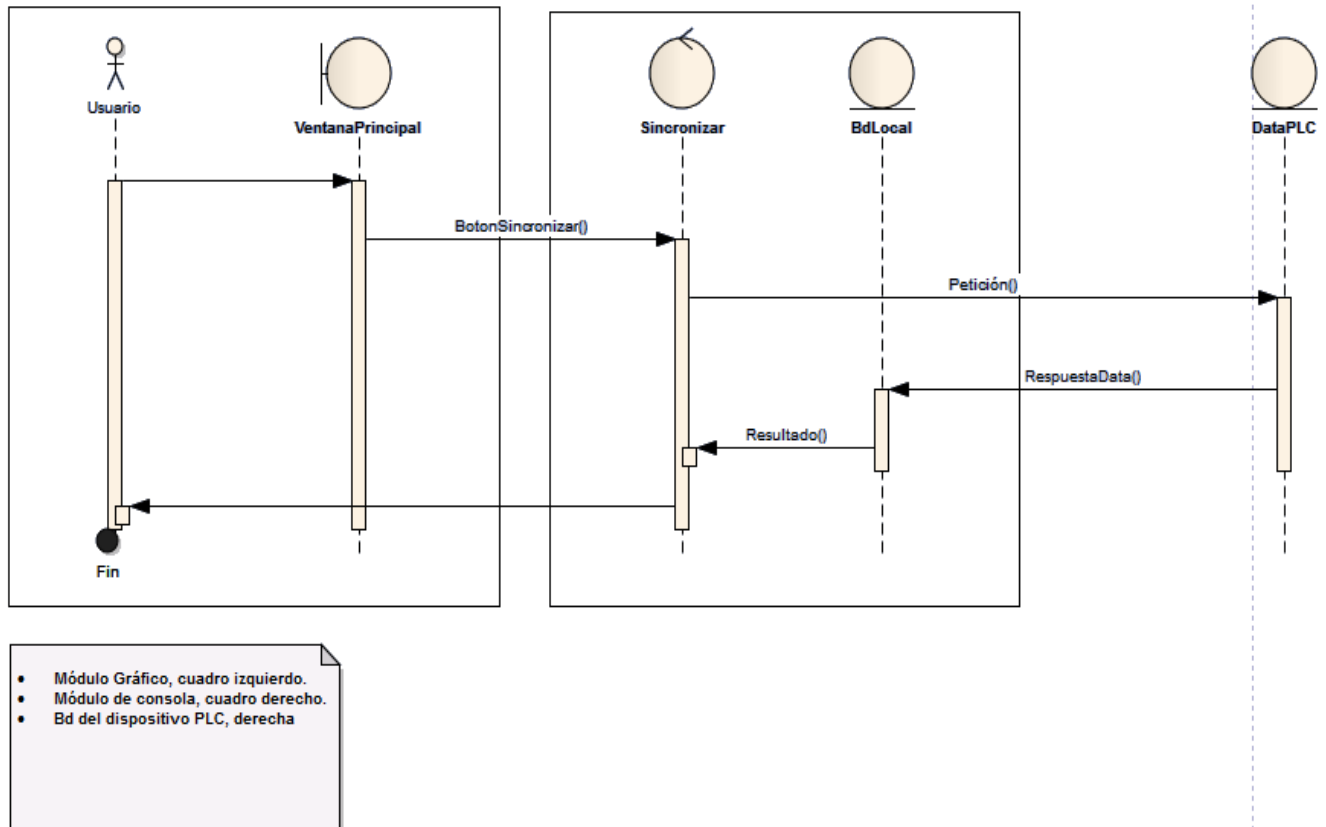 Usuario
VentanaPrincipal
Sincronizar
BdLocal
DataPLC
BotonSincronizar()
Petición()
RespuestaData()
Resultado()
Fin
• Módulo Gráfico, cuadro izquierdo.
• Módulo de consola, cuadro derecho.
• Bd del dispositivo PLC, derecha